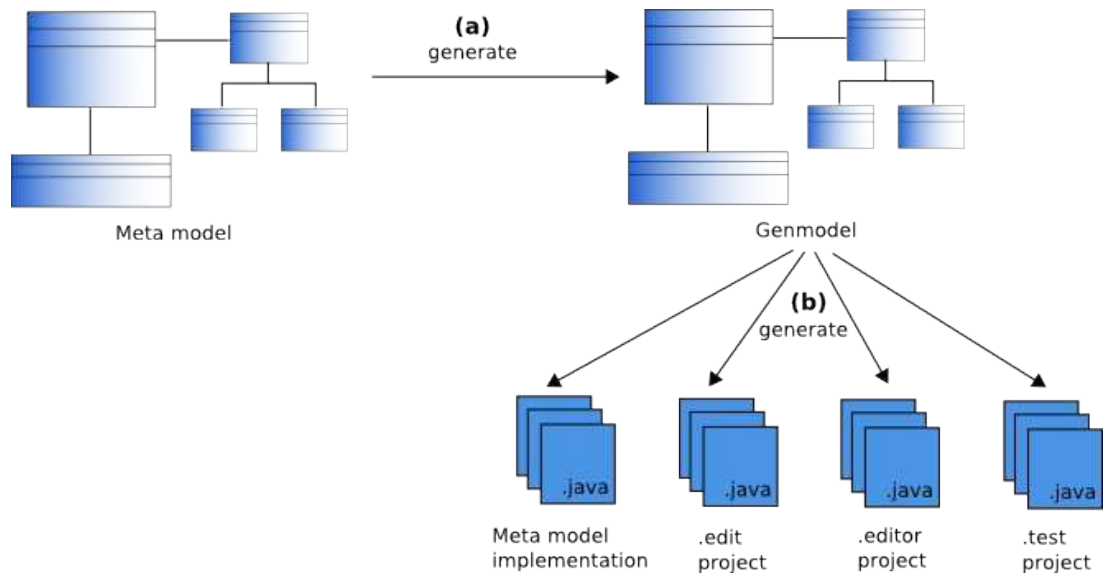 (a)
generate
Meta model
Genmodel
(b)
generate
.java
.java
.java
.java
Meta model
implementation
.edit
project
.editor
project
.test
project